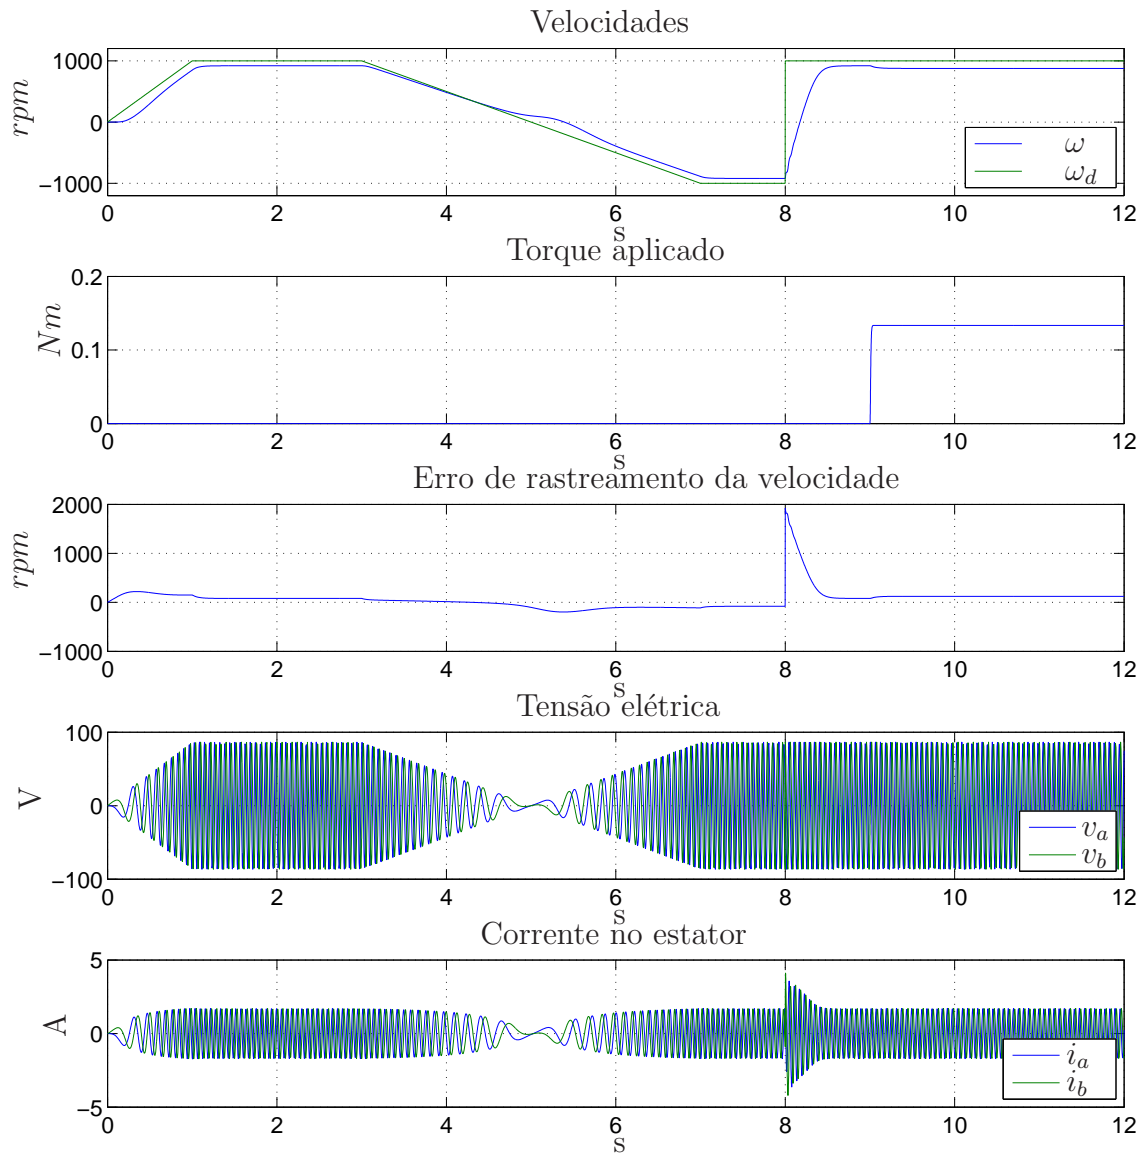 Velocidades
rpm
1000
0
−1000
ω
ω_d
0 2 4 6 8 10 12
s
Torque aplicado
Nm
0.2
0.1
0
0 2 4 6 8 10 12
s
Erro de rastreamento da velocidade
rpm
2000
1000
0
−1000
0 2 4 6 8 10 12
s
Tensão elétrica
V
100
0
−100
v_a
v_b
0 2 4 6 8 10 12
s
Corrente no estator
A
5
0
−5
i_a
i_b
0 2 4 6 8 10 12
s